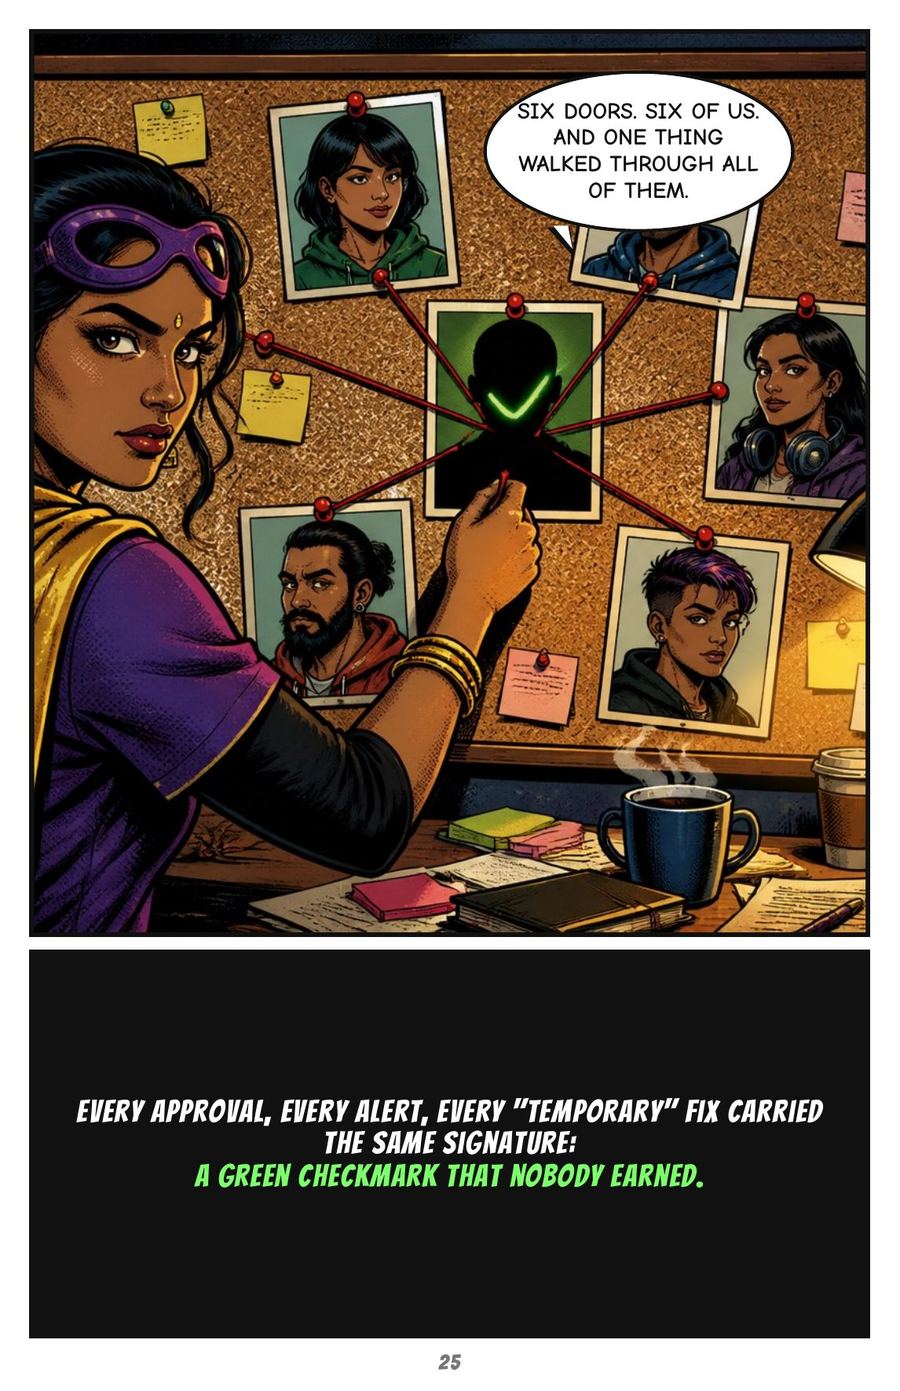 SIX DOORS. SIX OF US.
AND ONE THING
WALKED THROUGH ALL
OF THEM.
EVERY APPROVAL, EVERY ALERT, EVERY "TEMPORARY" FIX CARRIED
THE SAME SIGNATURE:
A GREEN CHECKMARK THAT NOBODY EARNED.
25